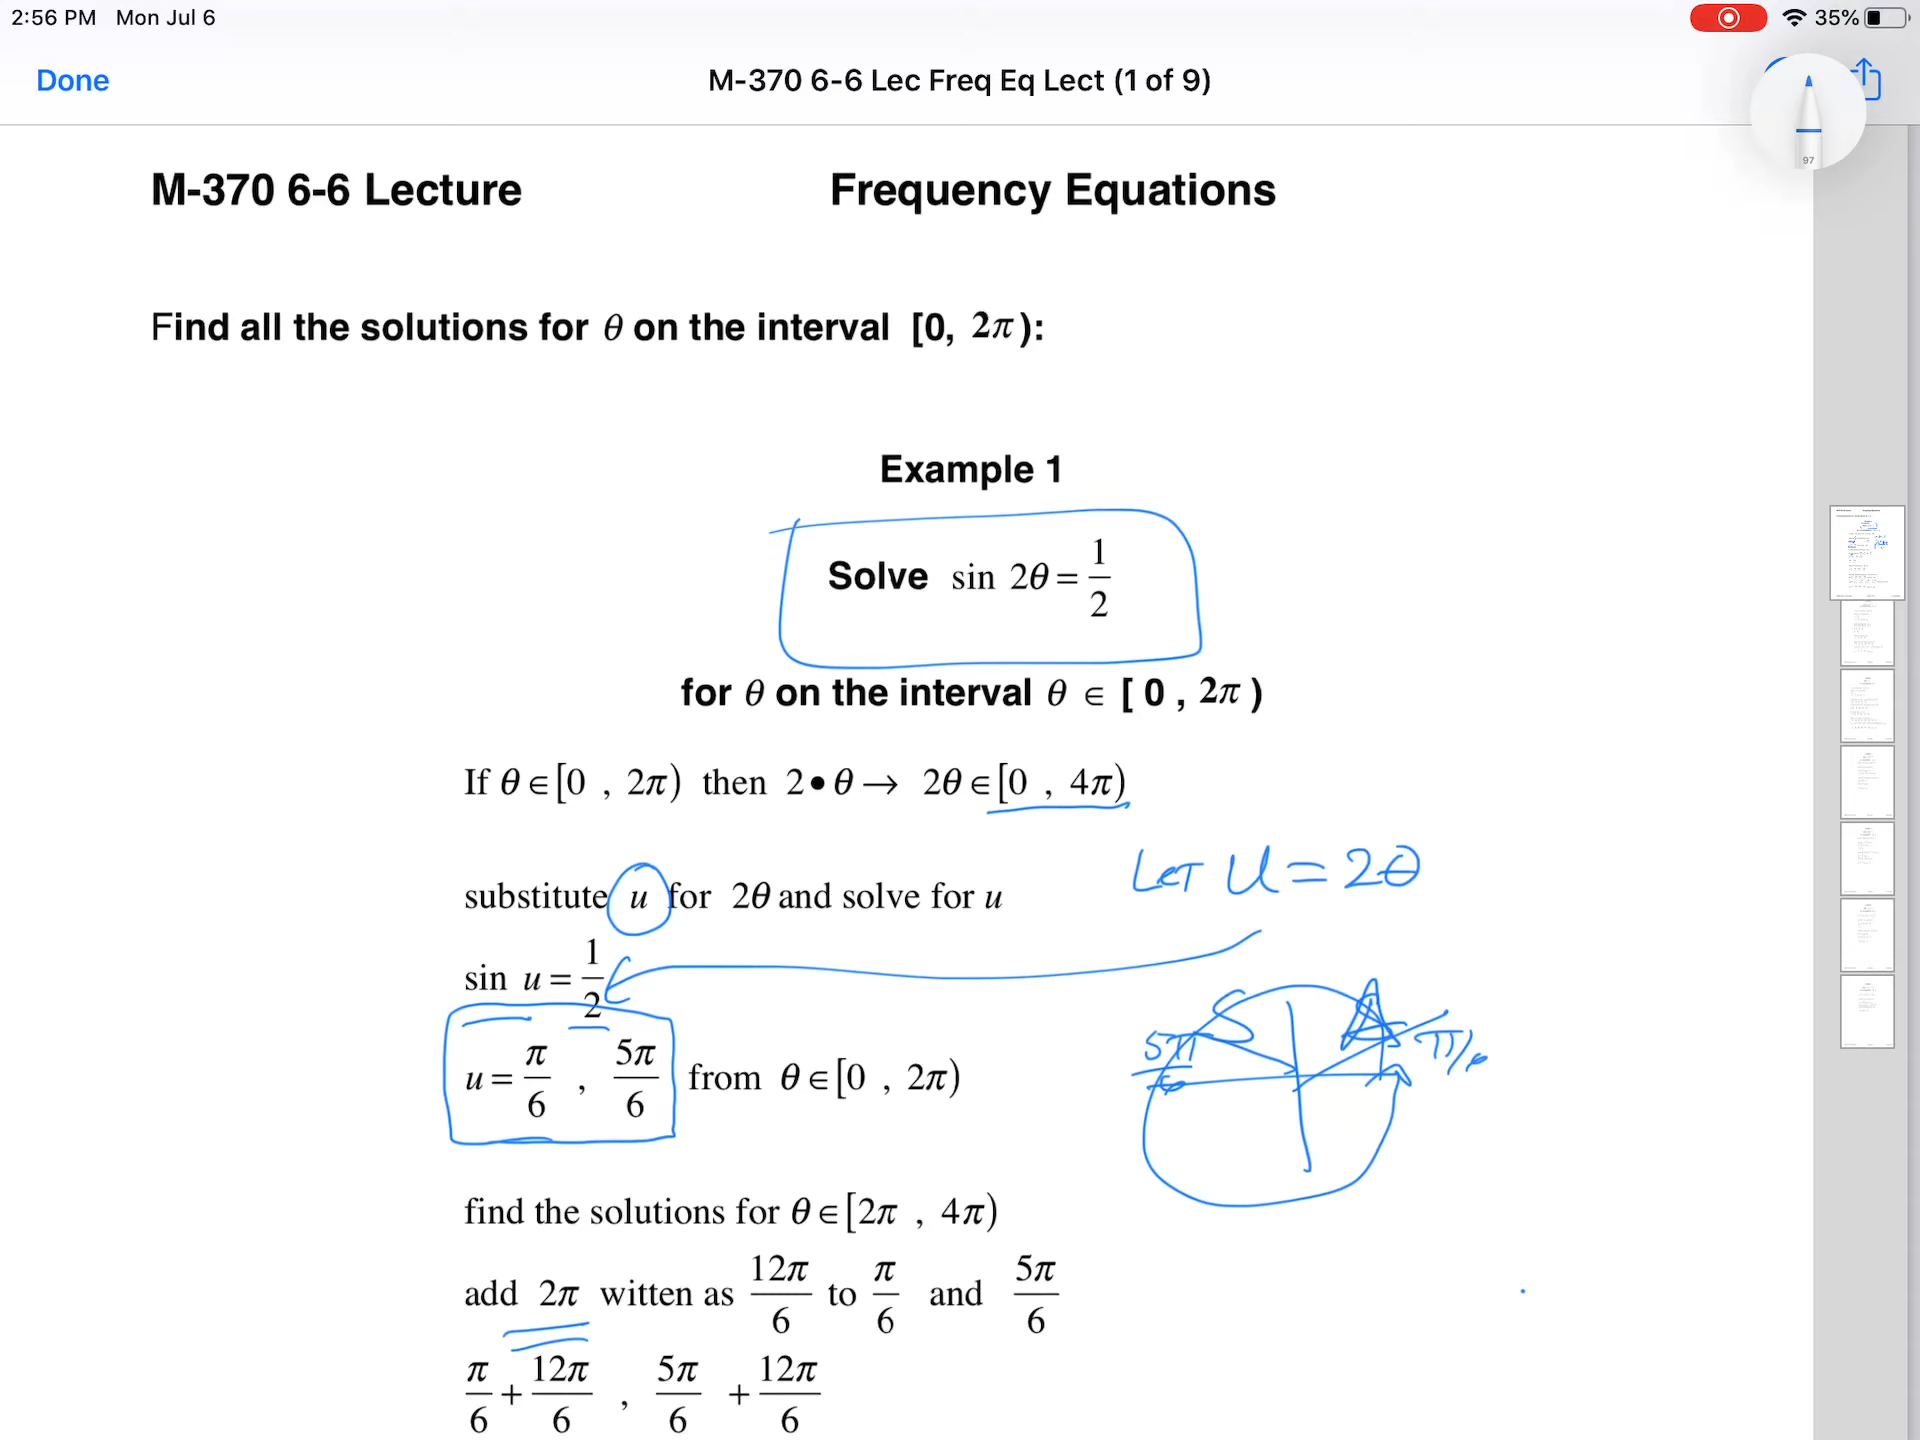 2:56 PM Mon Jul 6 35%
Done M-370 6-6 Lec Freq Eq Lect (1 of 9)
97
M-370 6-6 Lecture Frequency Equations
Find all the solutions for θ on the interval [0, 2π):
Example 1
Solve sin 2θ = 1/2
for θ on the interval θ ∈ [ 0 , 2π )
If θ ∈ [0 , 2π) then 2 • θ → 2θ ∈ [0 , 4π)
LET U = 2θ
substitute u for 2θ and solve for u
sin u = 1/2
S A
5π/6 π/6
u = π/6 , 5π/6 from θ ∈ [0 , 2π)
find the solutions for θ ∈ [2π , 4π)
add 2π witten as 12π/6 to π/6 and 5π/6
π/6 + 12π/6 , 5π/6 + 12π/6